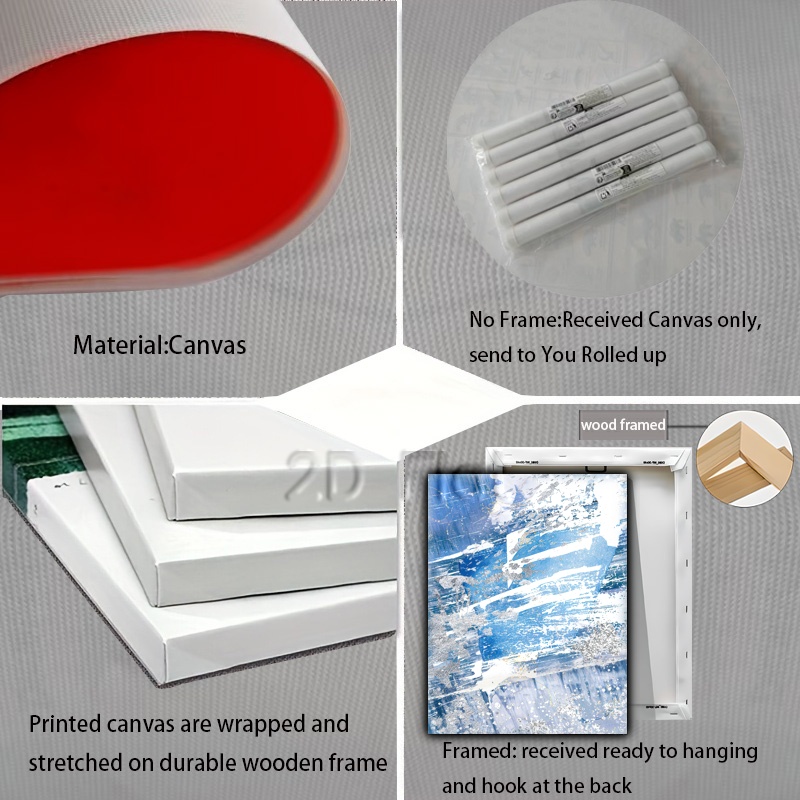 Material:Canvas
No Frame:Received Canvas only,
send to You Rolled up
wood framed
2D
Printed canvas are wrapped and
stretched on durable wooden frame
Framed: received ready to hanging
and hook at the back